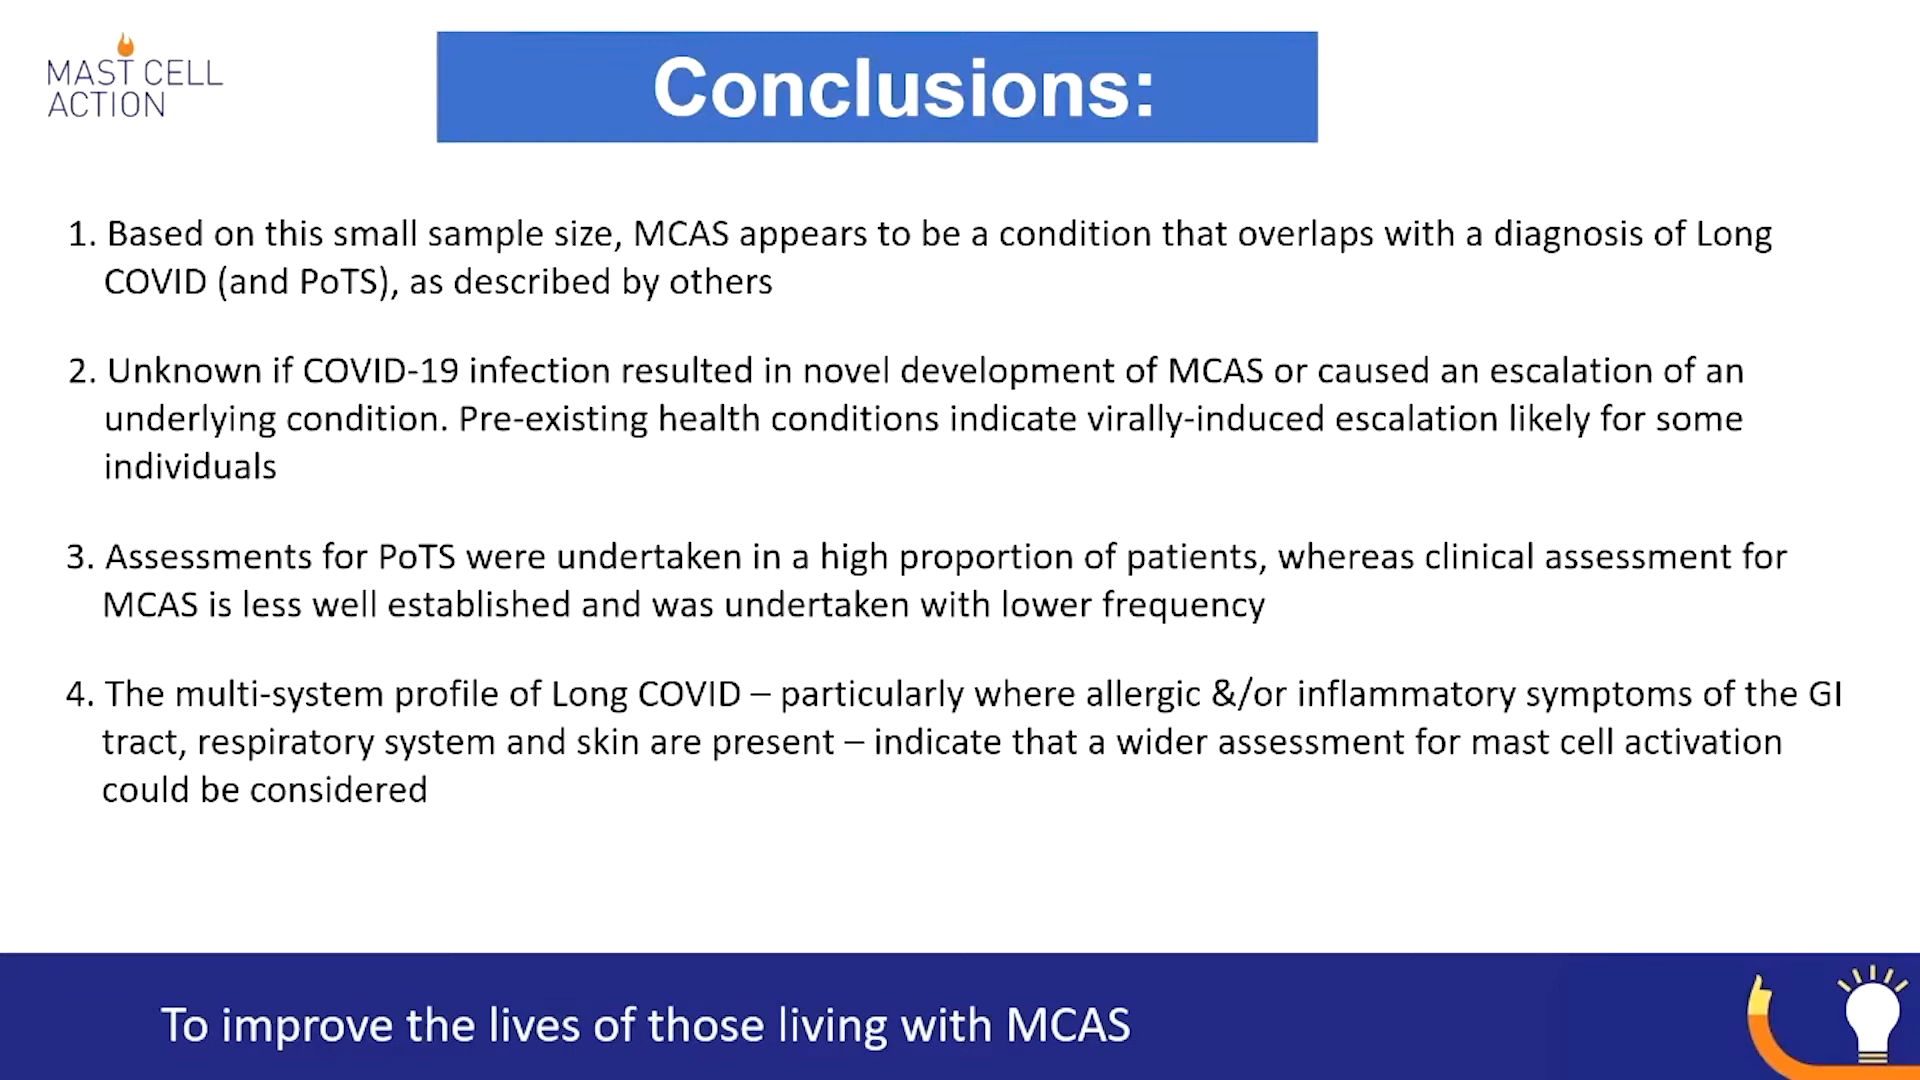 MAST CELL
ACTION
Conclusions:
1. Based on this small sample size, MCAS appears to be a condition that overlaps with a diagnosis of Long
COVID (and PoTS), as described by others
2. Unknown if COVID-19 infection resulted in novel development of MCAS or caused an escalation of an
underlying condition. Pre-existing health conditions indicate virally-induced escalation likely for some
individuals
3. Assessments for PoTS were undertaken in a high proportion of patients, whereas clinical assessment for
MCAS is less well established and was undertaken with lower frequency
4. The multi-system profile of Long COVID – particularly where allergic &/or inflammatory symptoms of the GI
tract, respiratory system and skin are present – indicate that a wider assessment for mast cell activation
could be considered
To improve the lives of those living with MCAS